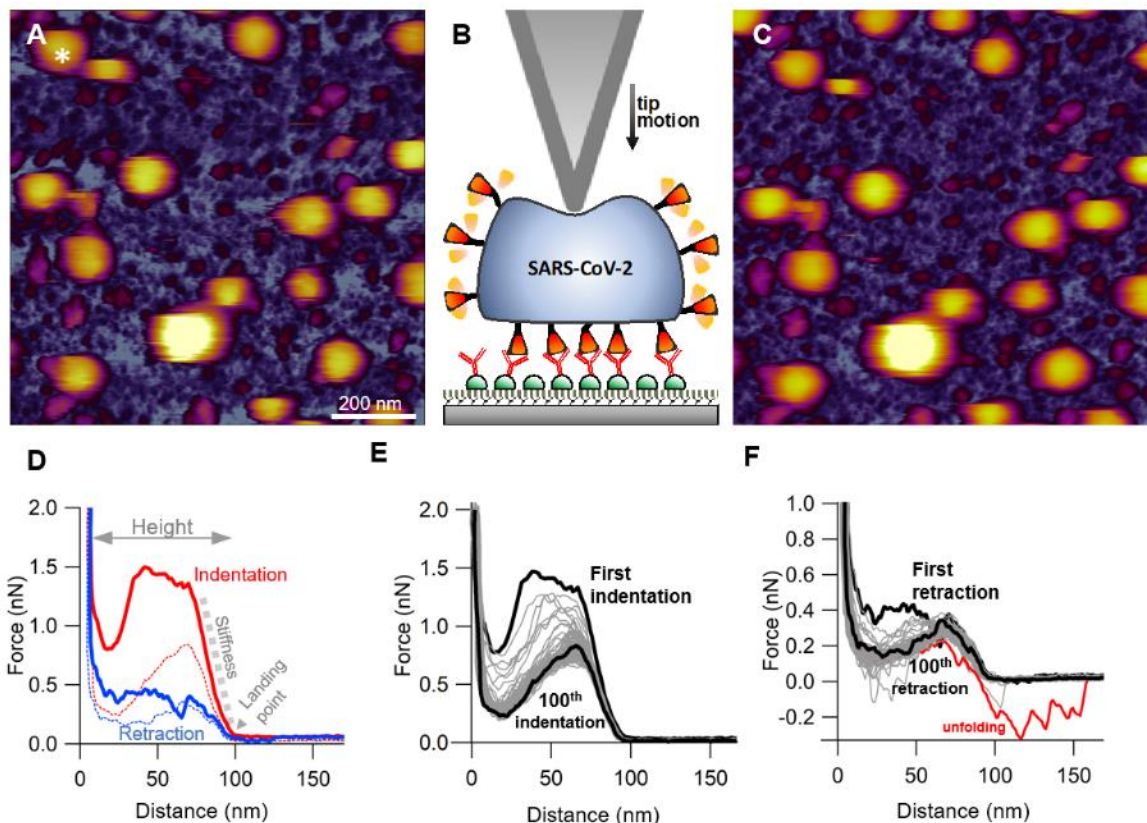 A
*
200 nm
B
tip
motion
SARS-CoV-2
C
D
2.0
1.5
1.0
0.5
0.0
Force (nN)
Height
Indentation
Stiffness
Landing
point
Retraction
0 50 100 150
Distance (nm)
E
2.0
1.5
1.0
0.5
0.0
Force (nN)
First
indentation
100th
indentation
0 50 100 150
Distance (nm)
F
1.0
0.8
0.6
0.4
0.2
0.0
-0.2
Force (nN)
First
retraction
100th
retraction
unfolding
0 50 100 150
Distance (nm)